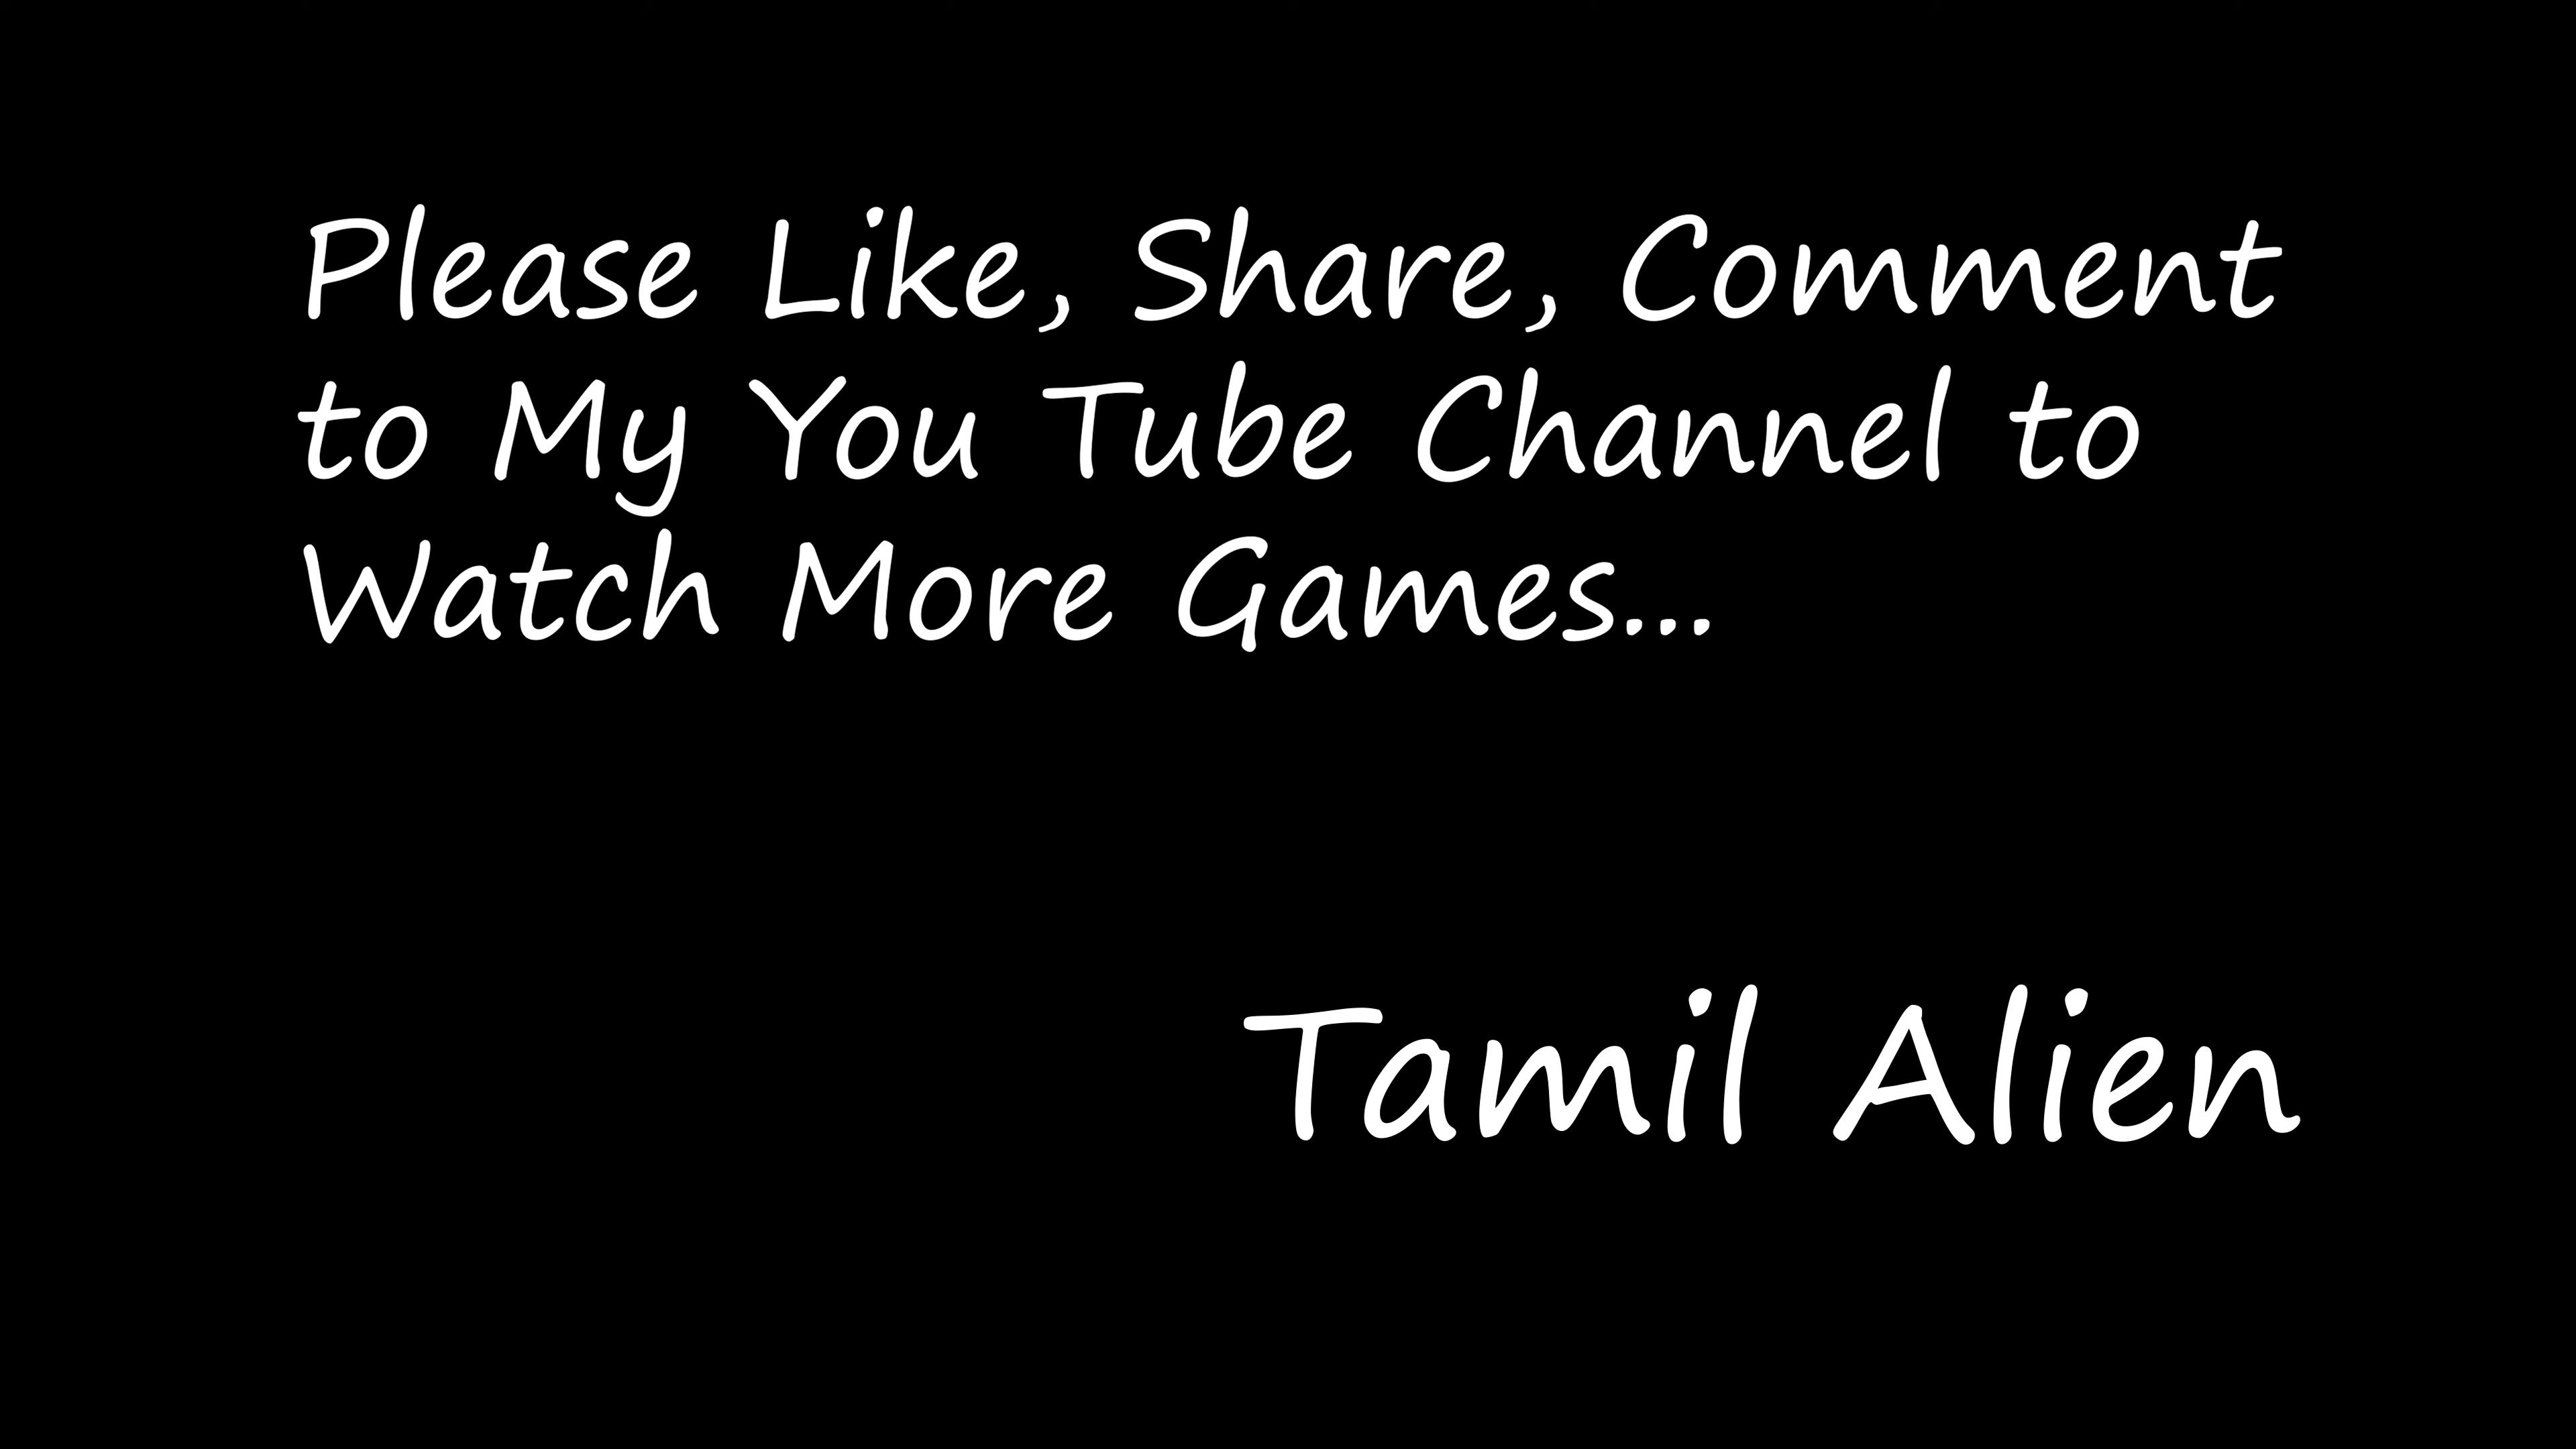 Please Like, Share, Comment
to My You Tube Channel to
Watch More Games...
Tamil Alien